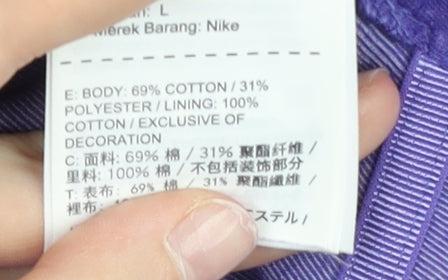 : L
Merek Barang: Nike
E: BODY: 69% COTTON / 31%
POLYESTER / LINING: 100%
COTTON / EXCLUSIVE OF
DECORATION
C: 面料: 69% 棉 / 31% 聚酯纤维 /
里料: 100% 棉 / 不包括装饰部分
T: 表布: 69% 棉 / 31% 聚酯纖維 /
裡布:
エステル /